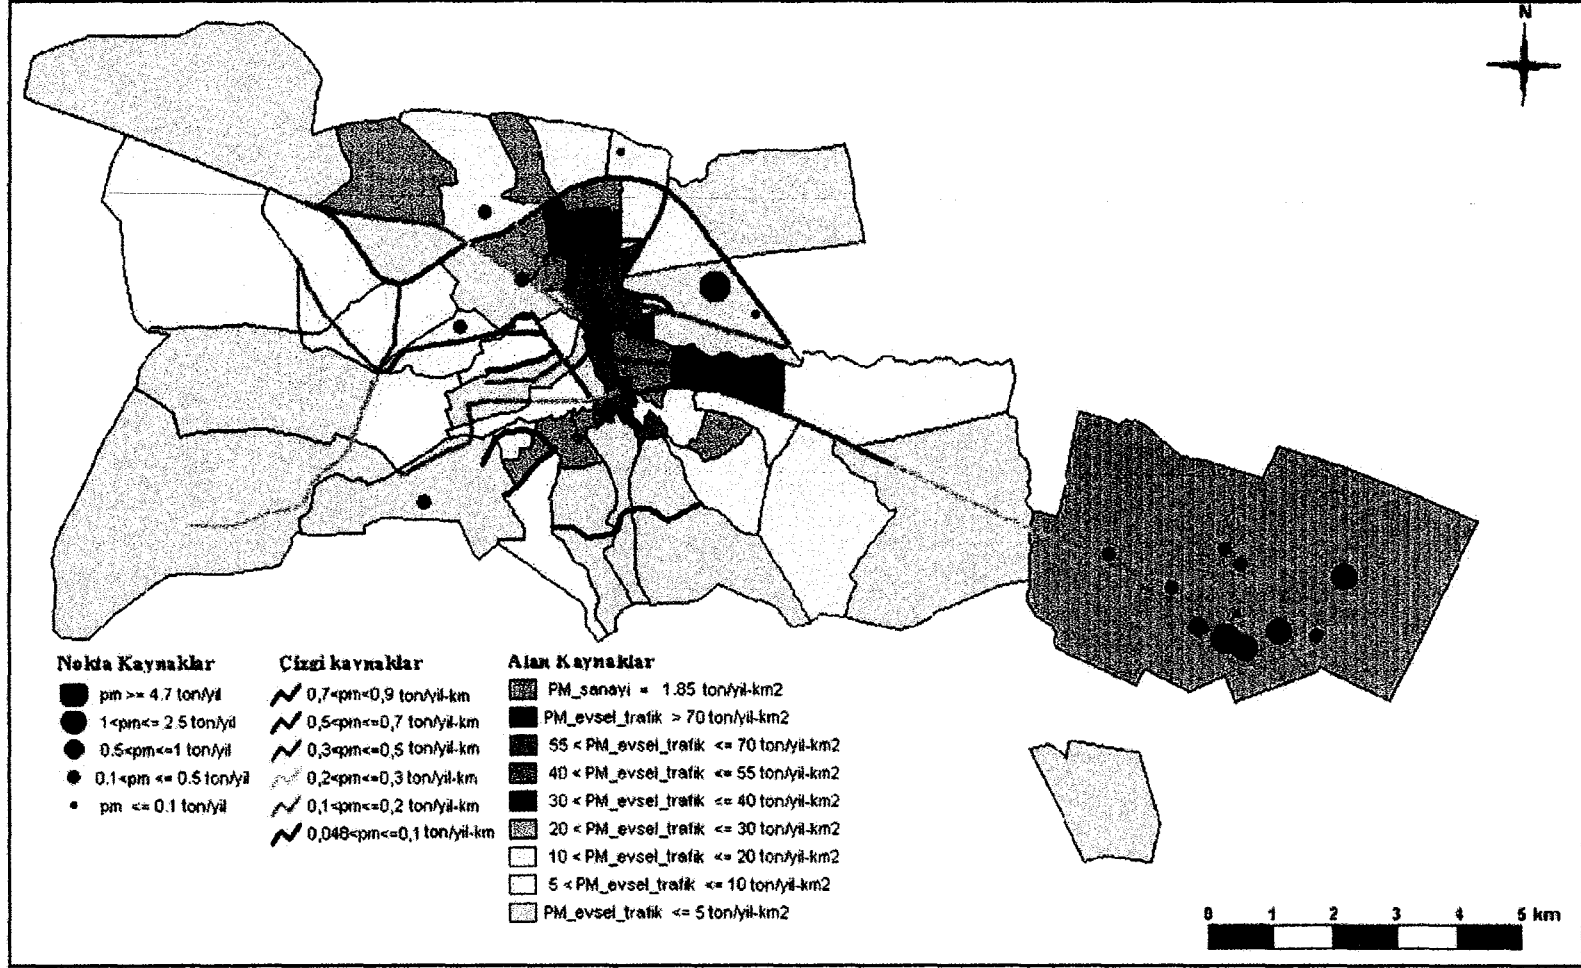 N
Nokta Kaynaklar
pm >= 4.7 ton/yil
1<pm<= 2.5 ton/yil
0.5<pm<=1 ton/yil
0.1<pm <= 0.5 ton/yil
pm <= 0.1 ton/yil
Çizgi kaynaklar
0,7<pm<0,9 ton/yil-km
0,5<pm<=0,7 ton/yil-km
0,3<pm<=0,5 ton/yil-km
0,2<pm<=0,3 ton/yil-km
0,1<pm<=0,2 ton/yil-km
0,048<pm<=0,1 ton/yil-km
Alan Kaynaklar
PM_sanayi = 1.85 ton/yil-km2
PM_evsel_trafik > 70 ton/yil-km2
55 < PM_evsel_trafik <= 70 ton/yil-km2
40 < PM_evsel_trafik <= 55 ton/yil-km2
30 < PM_evsel_trafik <= 40 ton/yil-km2
20 < PM_evsel_trafik <= 30 ton/yil-km2
10 < PM_evsel_trafik <= 20 ton/yil-km2
5 < PM_evsel_trafik <= 10 ton/yil-km2
PM_evsel_trafik <= 5 ton/yil-km2
0 1 2 3 4 5 km